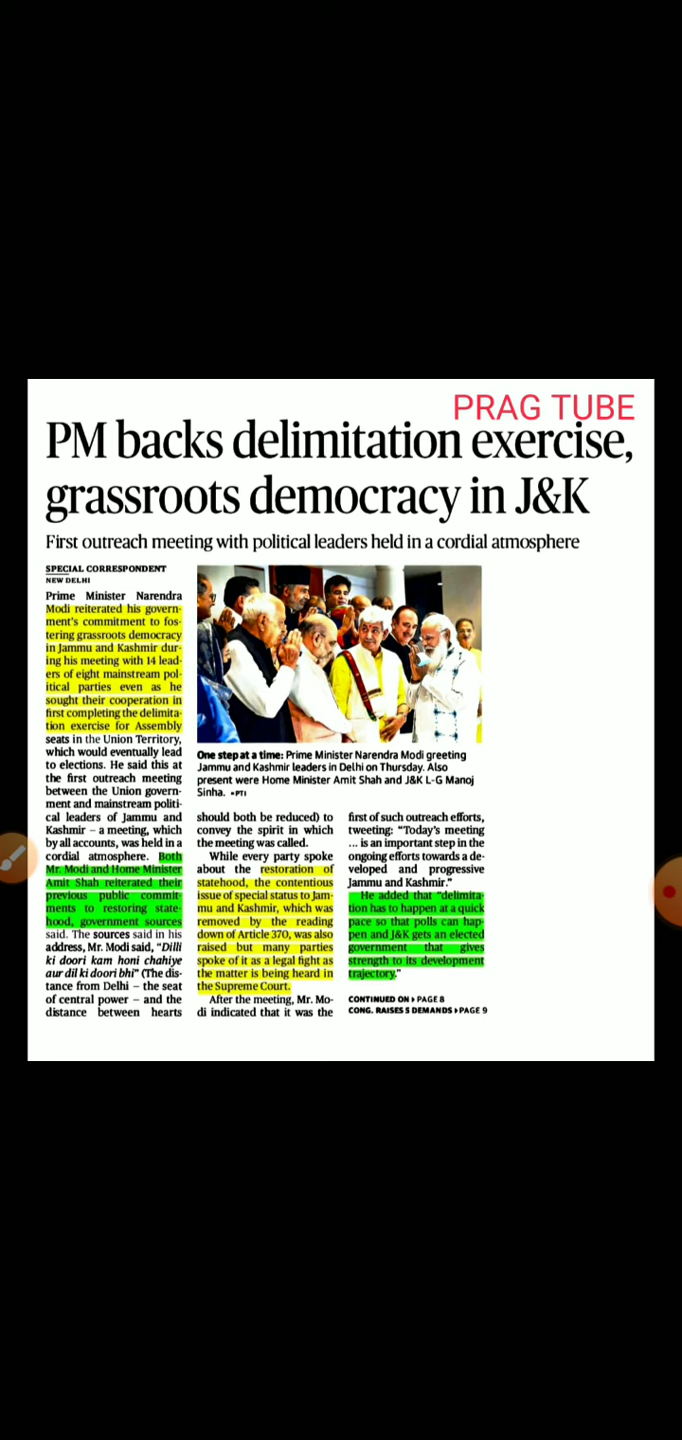 PRAG TUBE
PM backs delimitation exercise,
grassroots democracy in J&K
First outreach meeting with political leaders held in a cordial atmosphere
SPECIAL CORRESPONDENT
NEW DELHI
Prime Minister Narendra
Modi reiterated his govern-
ment's commitment to fos-
tering grassroots democracy
in Jammu and Kashmir dur-
ing his meeting with 14 lead-
ers of eight mainstream pol-
itical parties even as he
sought their cooperation in
first completing the delimita-
tion exercise for Assembly
seats in the Union Territory,
which would eventually lead
to elections. He said this at
the first outreach meeting
between the Union govern-
ment and mainstream politi-
cal leaders of Jammu and
Kashmir – a meeting, which
by all accounts, was held in a
cordial atmosphere. Both
Mr. Modi and Home Minister
Amit Shah reiterated their
previous public commit-
ments to restoring state-
hood, government sources
said. The sources said in his
address, Mr. Modi said, “Dilli
ki doori kam honi chahiye
aur dil ki doori bhi” (The dis-
tance from Delhi – the seat
of central power – and the
distance between hearts
One step at a time: Prime Minister Narendra Modi greeting
Jammu and Kashmir leaders in Delhi on Thursday. Also
present were Home Minister Amit Shah and J&K L-G Manoj
Sinha. •PTI
should both be reduced) to
convey the spirit in which
the meeting was called.
While every party spoke
about the restoration of
statehood, the contentious
issue of special status to Jam-
mu and Kashmir, which was
removed by the reading
down of Article 370, was also
raised but many parties
spoke of it as a legal fight as
the matter is being heard in
the Supreme Court.
After the meeting, Mr. Mo-
di indicated that it was the
first of such outreach efforts,
tweeting: “Today's meeting
... is an important step in the
ongoing efforts towards a de-
veloped and progressive
Jammu and Kashmir.”
He added that “delimita-
tion has to happen at a quick
pace so that polls can hap-
pen and J&K gets an elected
government that gives
strength to its development
trajectory.”
CONTINUED ON ▸ PAGE 8
CONG. RAISES 5 DEMANDS ▸ PAGE 9